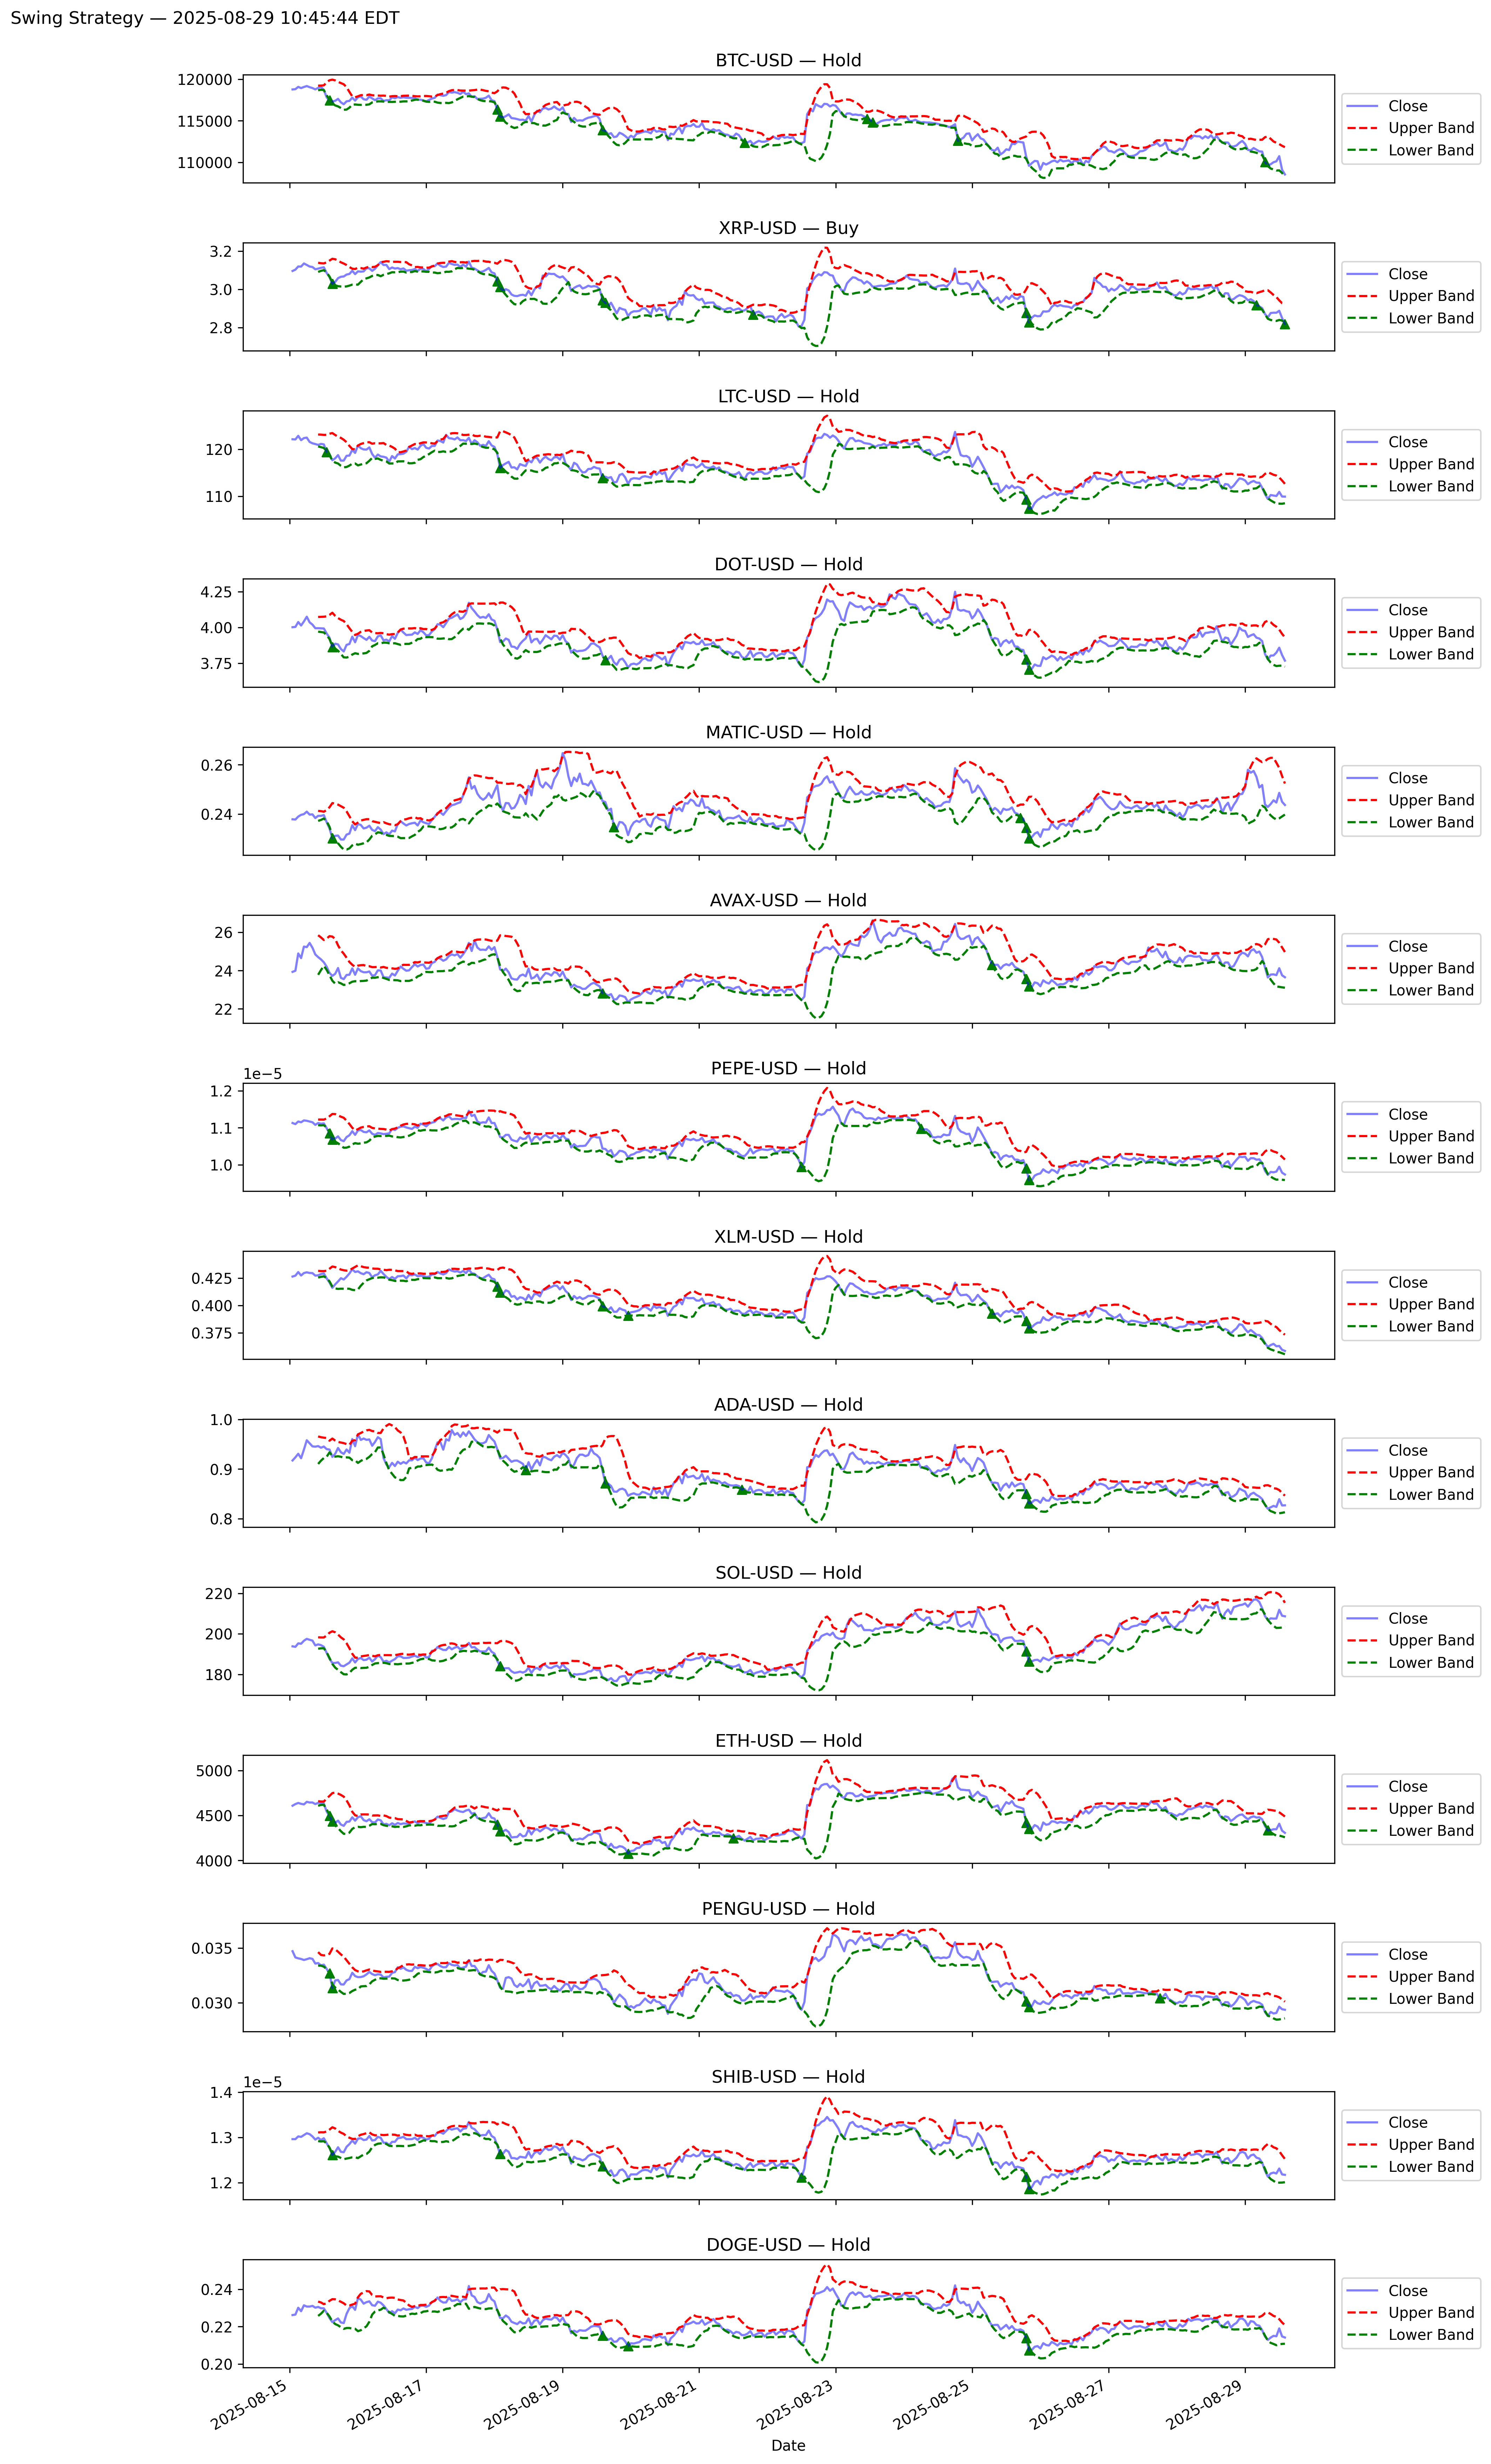 Swing Strategy — 2025-08-29 10:45:44 EDT
BTC-USD — Hold
120000
115000
110000
Close
Upper Band
Lower Band
XRP-USD — Buy
3.2
3.0
2.8
Close
Upper Band
Lower Band
LTC-USD — Hold
120
110
Close
Upper Band
Lower Band
DOT-USD — Hold
4.25
4.00
3.75
Close
Upper Band
Lower Band
MATIC-USD — Hold
0.26
0.24
Close
Upper Band
Lower Band
AVAX-USD — Hold
26
24
22
Close
Upper Band
Lower Band
PEPE-USD — Hold
1e−5
1.2
1.1
1.0
Close
Upper Band
Lower Band
XLM-USD — Hold
0.425
0.400
0.375
Close
Upper Band
Lower Band
ADA-USD — Hold
1.0
0.9
0.8
Close
Upper Band
Lower Band
SOL-USD — Hold
220
200
180
Close
Upper Band
Lower Band
ETH-USD — Hold
5000
4500
4000
Close
Upper Band
Lower Band
PENGU-USD — Hold
0.035
0.030
Close
Upper Band
Lower Band
SHIB-USD — Hold
1e−5
1.4
1.3
1.2
Close
Upper Band
Lower Band
DOGE-USD — Hold
0.24
0.22
0.20
Close
Upper Band
Lower Band
2025-08-15
2025-08-17
2025-08-19
2025-08-21
2025-08-23
2025-08-25
2025-08-27
2025-08-29
Date